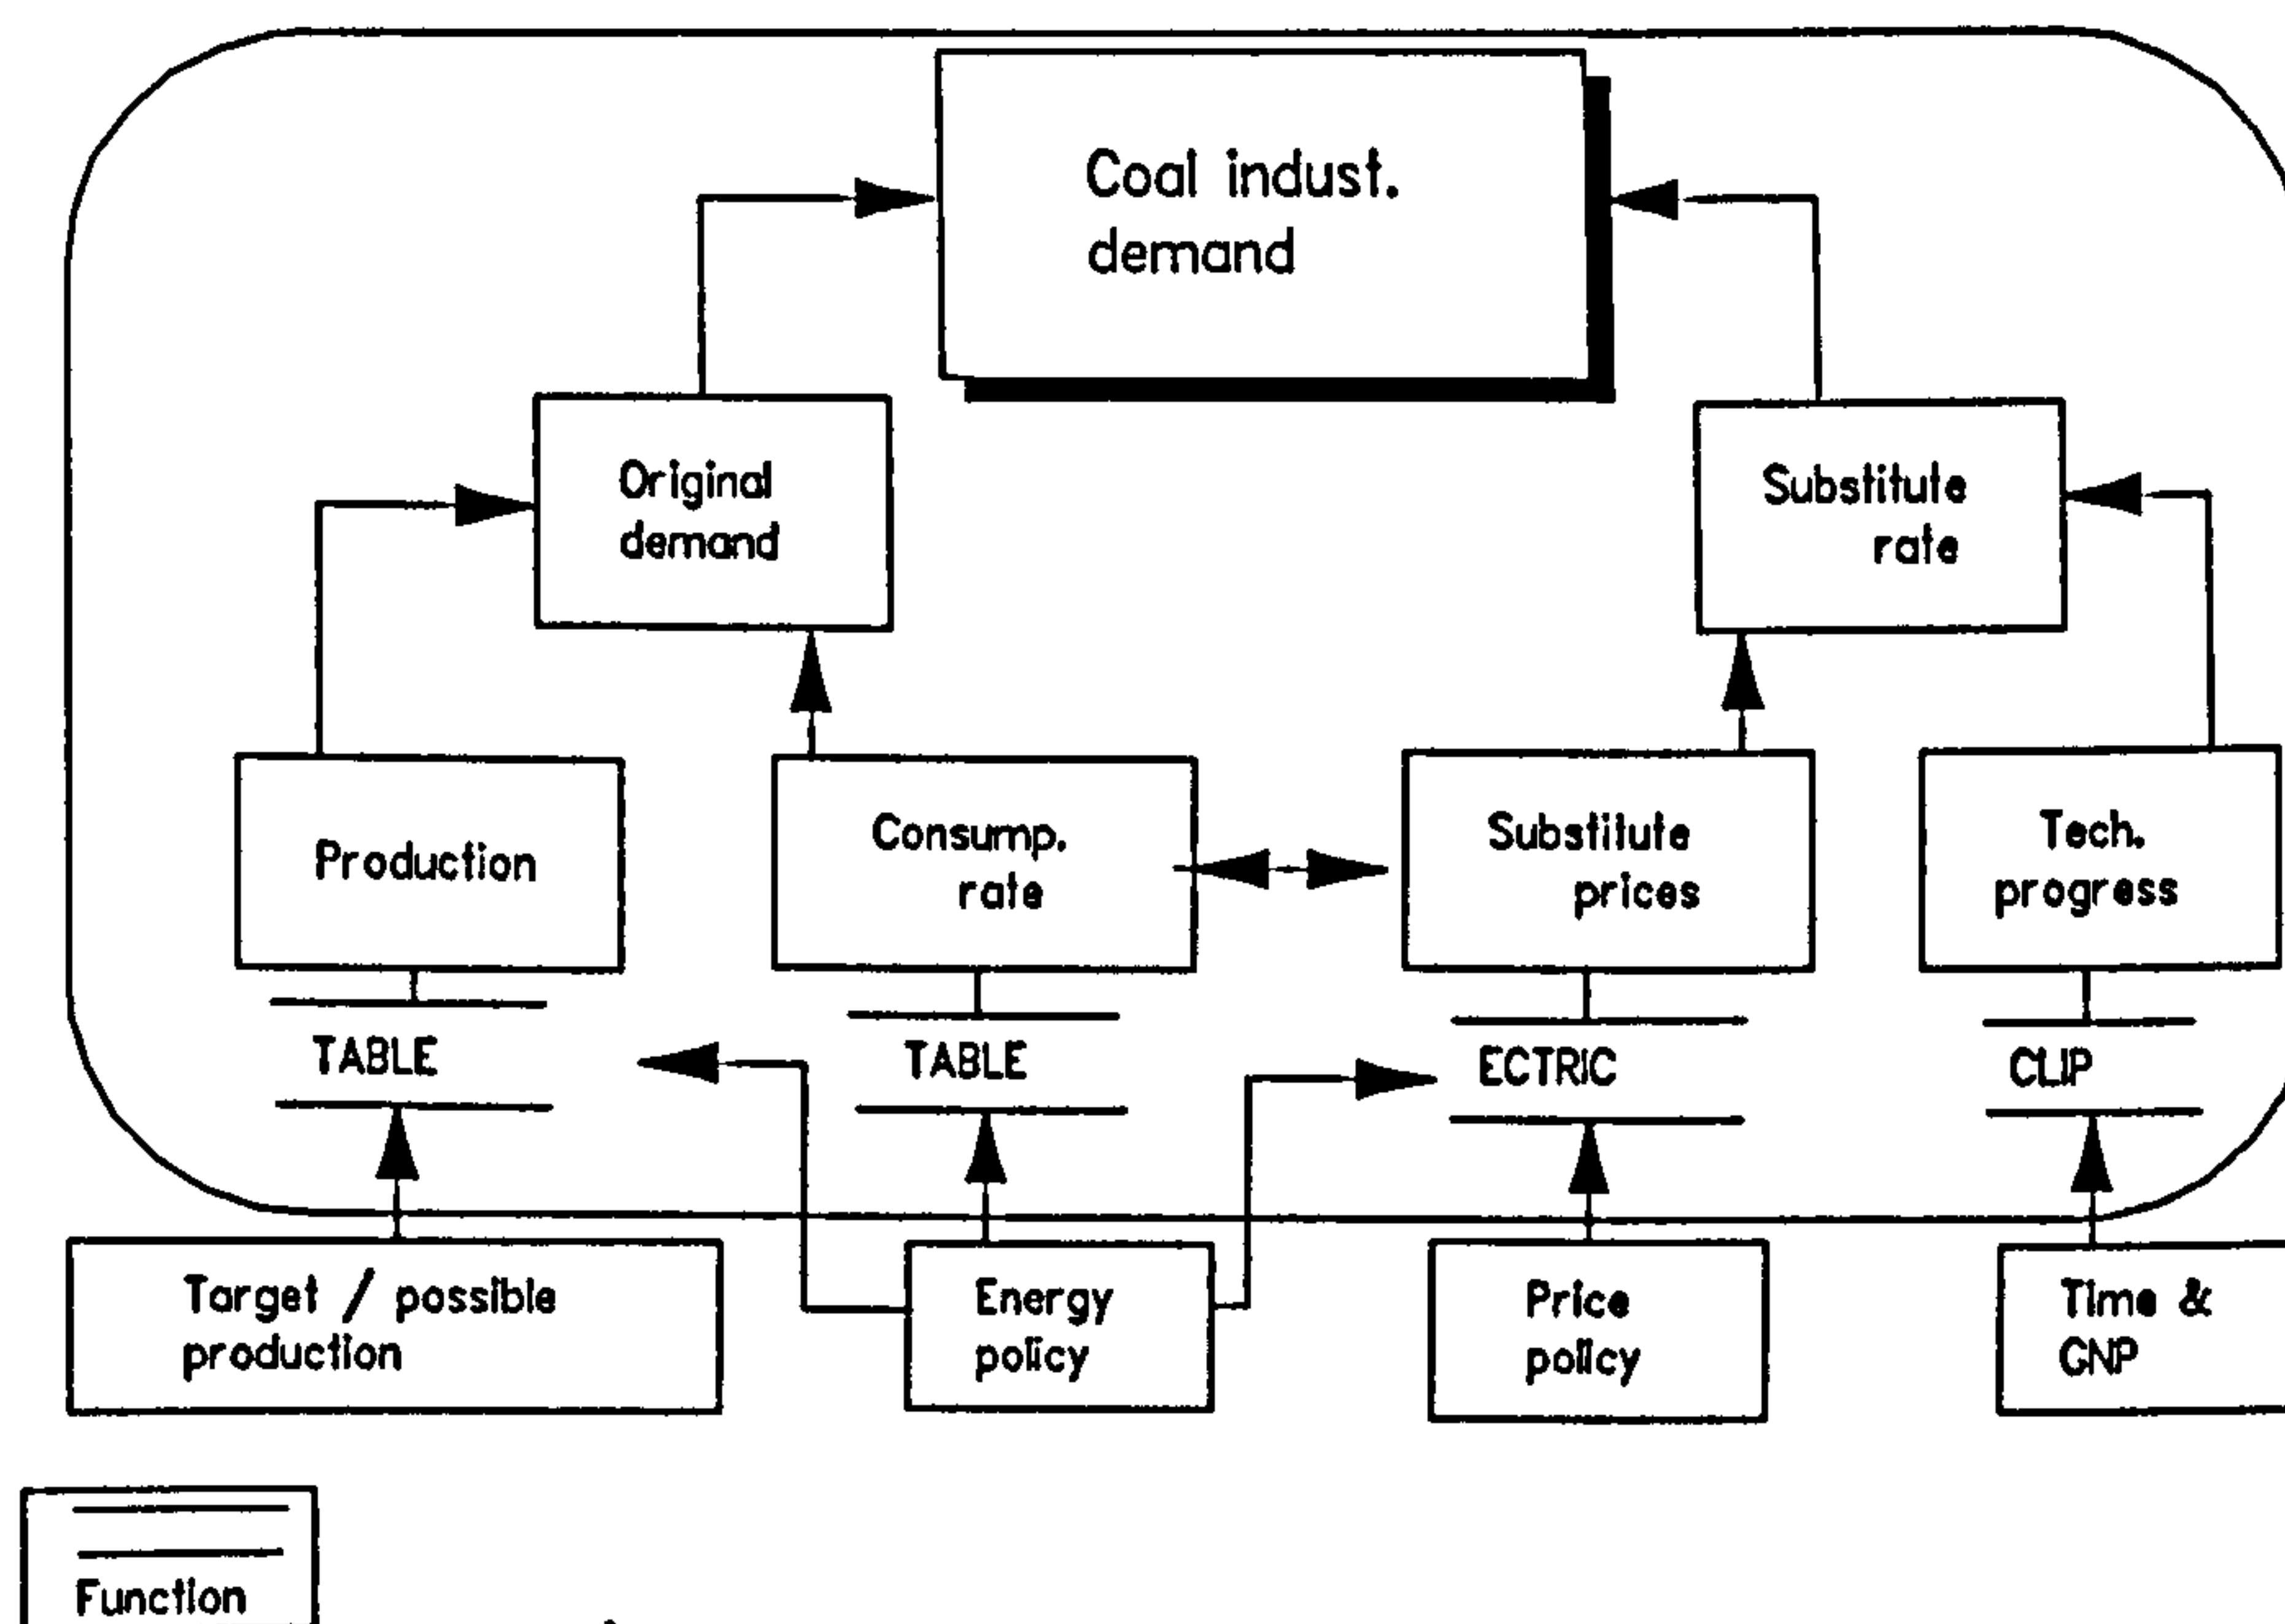 Coal indust.
demand
Original
demand
Substitute
rate
Production
Consump.
rate
Substitute
prices
Tech.
progress
TABLE
TABLE
ECTRIC
CLIP
Target / possible
production
Energy
policy
Price
policy
Time &
GNP
Function